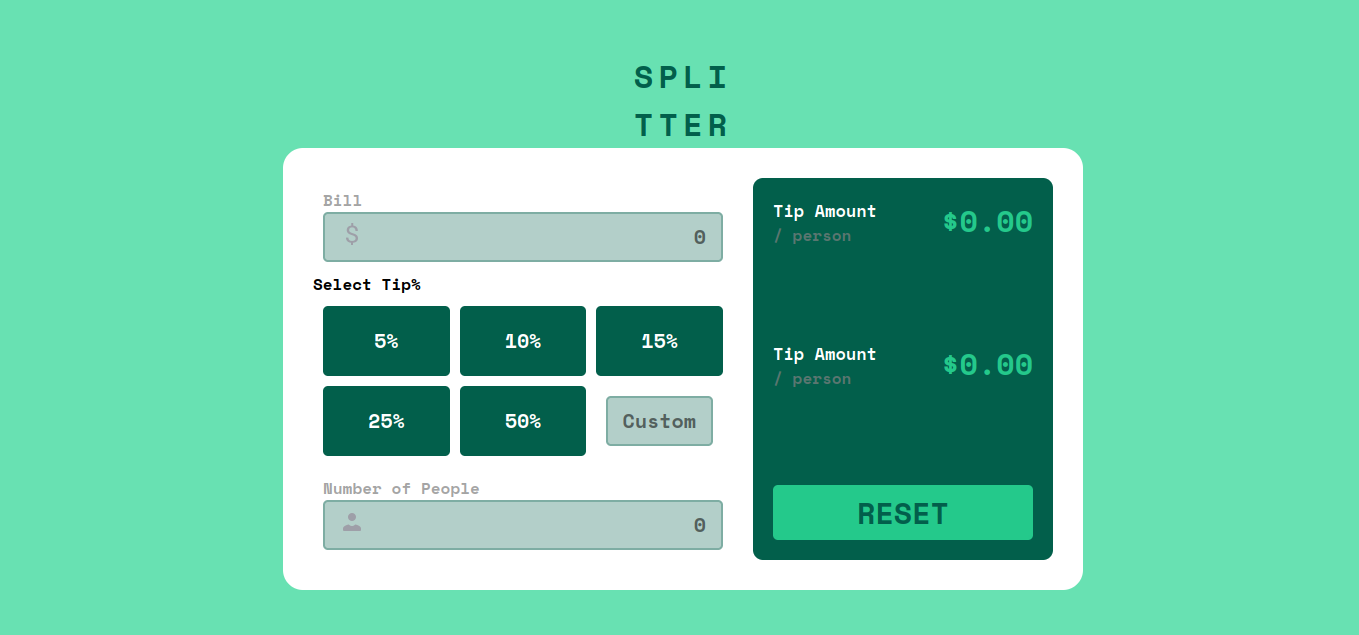 SPLI
TTER
Bill
$ 0
Select Tip%
5% 10% 15%
25% 50% Custom
Number of People
0
Tip Amount
/ person
$0.00
Tip Amount
/ person
$0.00
RESET